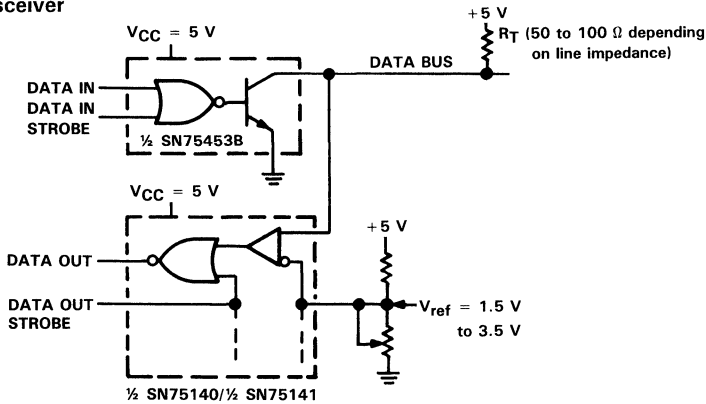 sceiver
VCC = 5 V
+5 V
RT (50 to 100 Ω depending
on line impedance)
DATA BUS
DATA IN
DATA IN
STROBE
½ SN75453B
VCC = 5 V
+5 V
DATA OUT
DATA OUT
STROBE
Vref = 1.5 V
to 3.5 V
½ SN75140/½ SN75141